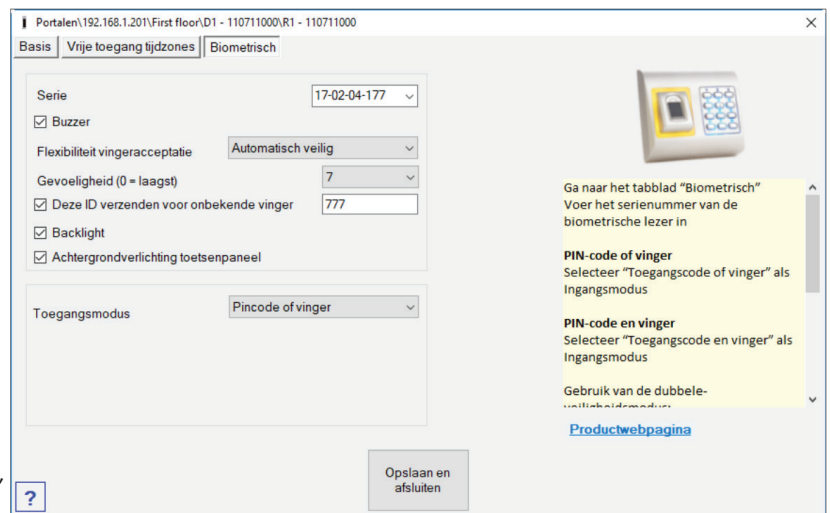 Portalen\192.168.1.201\First floor\D1 - 110711000\R1 - 110711000
Basis
Vrije toegang tijdzones
Biometrisch
Serie
17-02-04-177
Buzzer
Flexibiliteit vingeracceptatie
Automatisch veilig
Gevoeligheid (0 = laagst)
7
Deze ID verzenden voor onbekende vinger
777
Backlight
Achtergrondverlichting toetsenpaneel
Toegangsmodus
Pincode of vinger
Ga naar het tabblad "Biometrisch"
Voer het serienummer van de
biometrische lezer in
PIN-code of vinger
Selecteer "Toegangscode of vinger" als
Ingangsmodus
PIN-code en vinger
Selecteer "Toegangscode en vinger" als
Ingangsmodus
Gebruik van de dubbele-
veiligheidsmodus:
Productwebpagina
Opslaan en
afsluiten
?